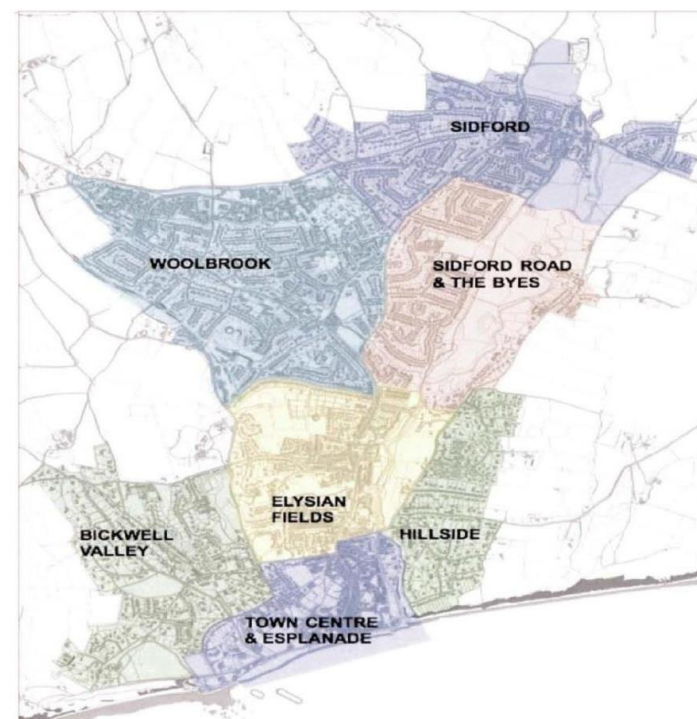 SIDFORD
WOOLBROOK
SIDFORD ROAD
& THE BYES
ELYSIAN
FIELDS
BICKWELL
VALLEY
HILLSIDE
TOWN CENTRE
& ESPLANADE